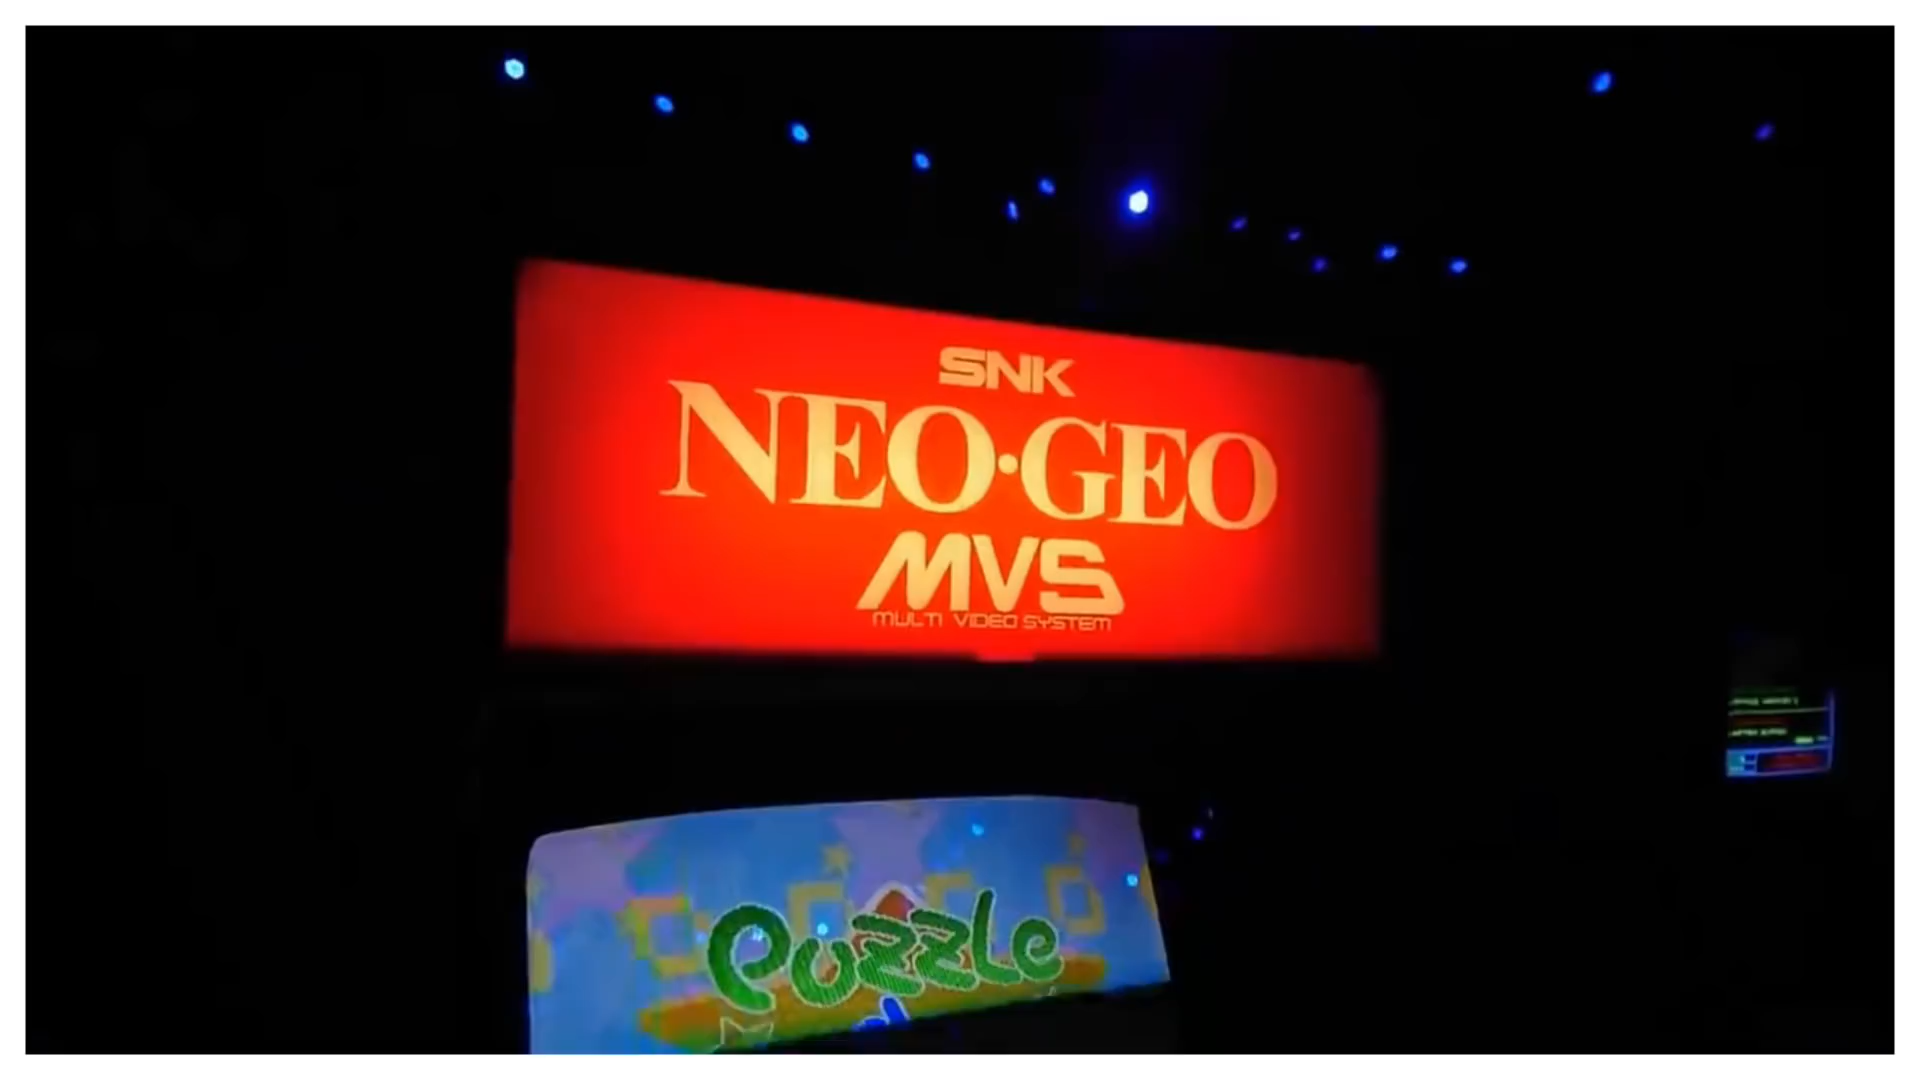 SNK
NEO•GEO
MVS
MULTI VIDEO SYSTEM
Puzzle